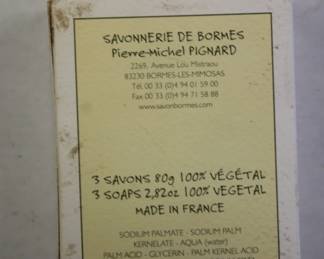 SAVONNERIE DE BORMES
Pierre-Michel PIGNARD
2269, Avenue Lou Mistraou
83230 BORMES-LES-MIMOSAS
Tél. 00 33 (0)4 94 01 59 00
Fax 00 33 (0)4 94 71 58 88
www.savonbormes.com
3 SAVONS 80g 100% VÉGÉTAL
3 SOAPS 2,82oz 100% VEGETAL
MADE IN FRANCE
SODIUM PALMATE - SODIUM PALM
KERNELATE - AQUA (water)
PALM ACID - GLYCERIN - PALM KERNEL ACID